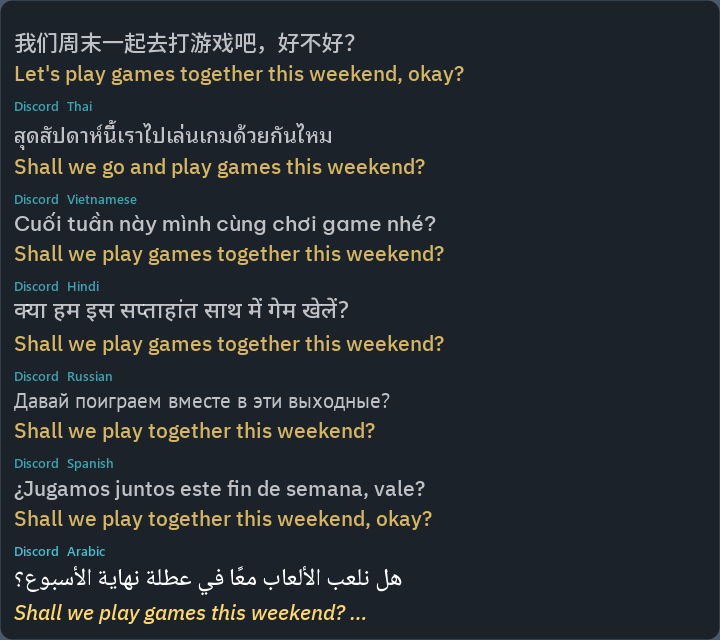 我们周末一起去打游戏吧，好不好？
Let's play games together this weekend, okay?
Discord Thai
สุดสัปดาห์นี้เราไปเล่นเกมด้วยกันไหม
Shall we go and play games this weekend?
Discord Vietnamese
Cuối tuần này mình cùng chơi game nhé?
Shall we play games together this weekend?
Discord Hindi
क्या हम इस सप्ताहांत साथ में गेम खेलें?
Shall we play games together this weekend?
Discord Russian
Давай поиграем вместе в эти выходные?
Shall we play together this weekend?
Discord Spanish
¿Jugamos juntos este fin de semana, vale?
Shall we play together this weekend, okay?
Discord Arabic
هل نلعب الألعاب معًا في عطلة نهاية الأسبوع؟
Shall we play games this weekend? ...